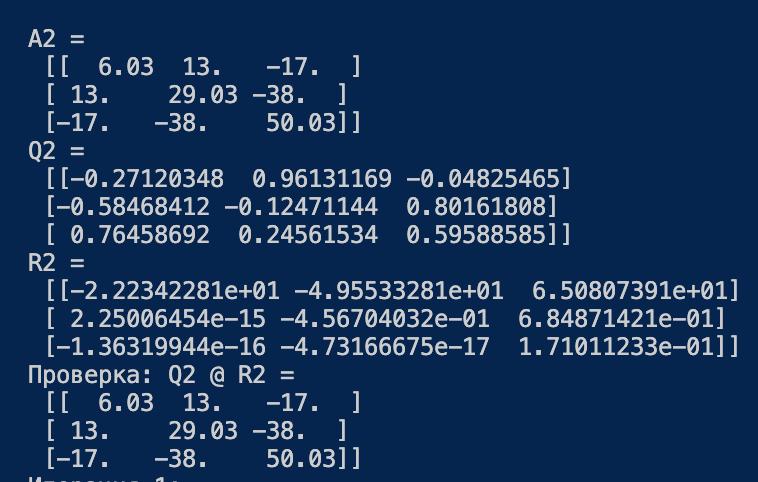 A2 =
[[  6.03  13.   -17.  ]
[ 13.    29.03 -38.  ]
[-17.   -38.    50.03]]
Q2 =
[[-0.27120348  0.96131169 -0.04825465]
[-0.58468412 -0.12471144  0.80161808]
[ 0.76458692  0.24561534  0.59588585]]
R2 =
[[-2.22342281e+01 -4.95533281e+01  6.50807391e+01]
[ 2.25006454e-15 -4.56704032e-01  6.84871421e-01]
[-1.36319944e-16 -4.73166675e-17  1.71011233e-01]]
Проверка: Q2 @ R2 =
[[  6.03  13.   -17.  ]
[ 13.    29.03 -38.  ]
[-17.   -38.    50.03]]